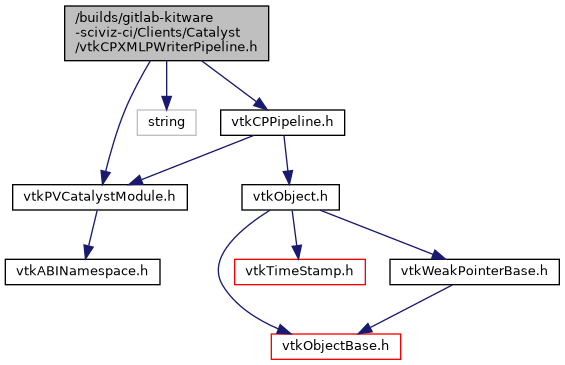 /builds/gitlab-kitware
-sciviz-ci/Clients/Catalyst
/vtkCPXMLPWriterPipeline.h
string
vtkCPPipeline.h
vtkPVCatalystModule.h
vtkObject.h
vtkABINamespace.h
vtkTimeStamp.h
vtkWeakPointerBase.h
vtkObjectBase.h